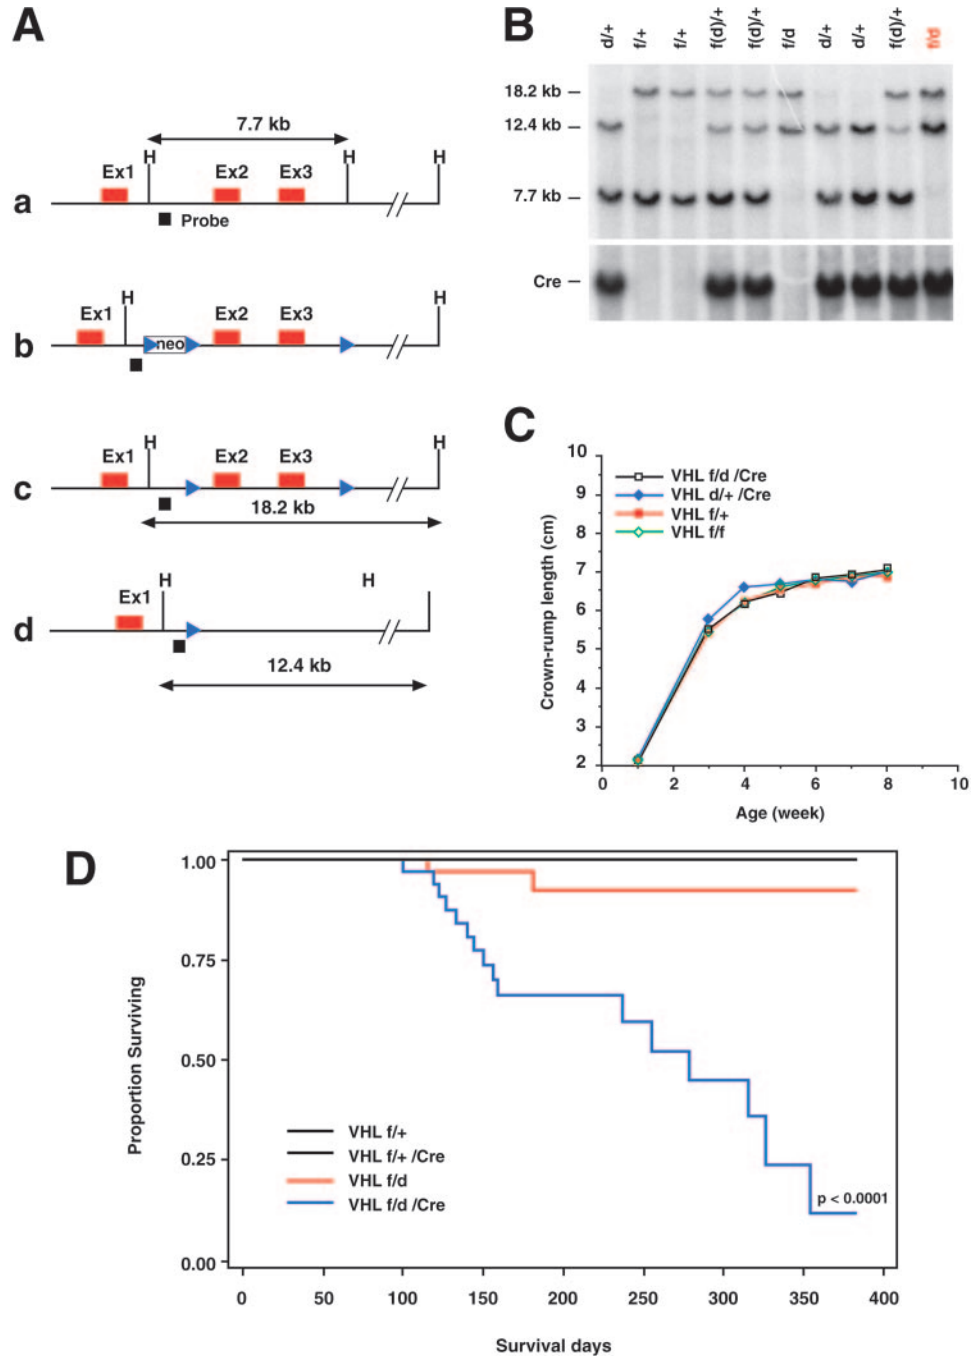 A
7.7 kb
H H H
Ex1 Ex2 Ex3
a
Probe
H H
Ex1 Ex2 Ex3
b
neo
H H
Ex1 Ex2 Ex3
c
18.2 kb
H H
Ex1
d
12.4 kb
B
d/+ f/+ f/+ f(d)/+ f(d)/+ f/d d/+ d/+ f(d)/+ f/d
18.2 kb
12.4 kb
7.7 kb
Cre
C
10
9
8
7
6
5
4
3
2
Crown-rump length (cm)
VHL f/d /Cre
VHL d/+ /Cre
VHL f/+
VHL f/f
0 2 4 6 8 10
Age (week)
D
1.00
0.75
0.50
0.25
0.00
Proportion Surviving
VHL f/+
VHL f/+ /Cre
VHL f/d
VHL f/d /Cre
p < 0.0001
0 50 100 150 200 250 300 350 400
Survival days